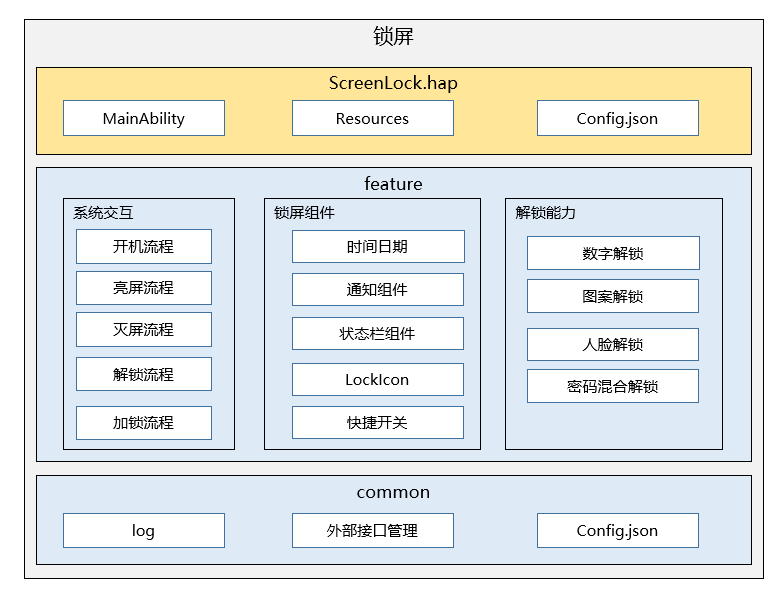 锁屏
ScreenLock.hap
MainAbility
Resources
Config.json
feature
系统交互
开机流程
亮屏流程
灭屏流程
解锁流程
加锁流程
锁屏组件
时间日期
通知组件
状态栏组件
LockIcon
快捷开关
解锁能力
数字解锁
图案解锁
人脸解锁
密码混合解锁
common
log
外部接口管理
Config.json